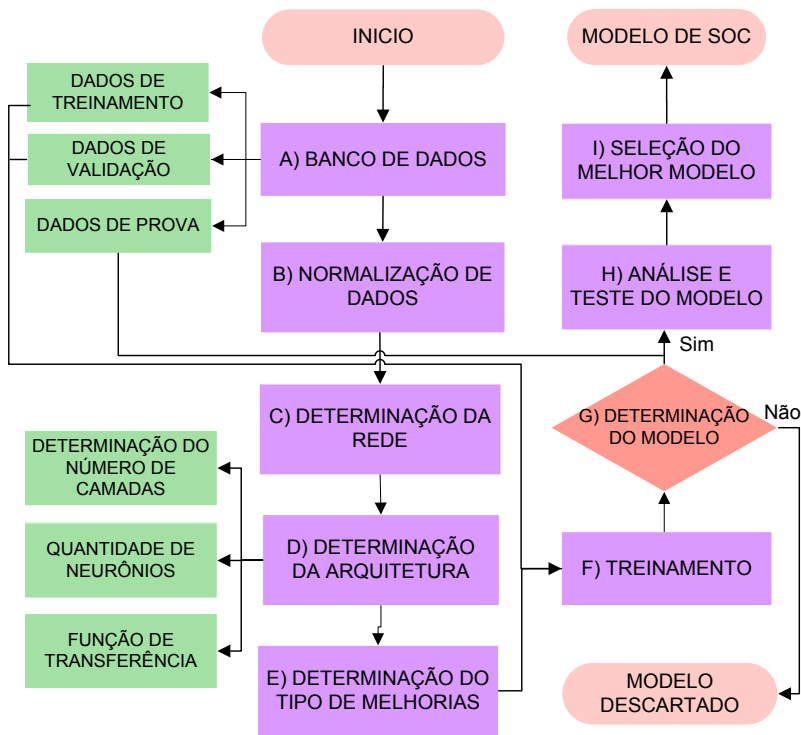 INICIO
MODELO DE SOC
DADOS DE
TREINAMENTO
DADOS DE
VALIDAÇÃO
DADOS DE PROVA
A) BANCO DE DADOS
I) SELEÇÃO DO
MELHOR MODELO
B) NORMALIZAÇÃO DE
DADOS
H) ANÁLISE E
TESTE DO MODELO
Sim
C) DETERMINAÇÃO DA
REDE
G) DETERMINAÇÃO
DO MODELO
Não
DETERMINAÇÃO DO
NÚMERO DE
CAMADAS
QUANTIDADE DE
NEURÔNIOS
FUNÇÃO DE
TRANSFERÊNCIA
D) DETERMINAÇÃO
DA ARQUITETURA
F) TREINAMENTO
E) DETERMINAÇÃO DO
TIPO DE MELHORIAS
MODELO
DESCARTADO